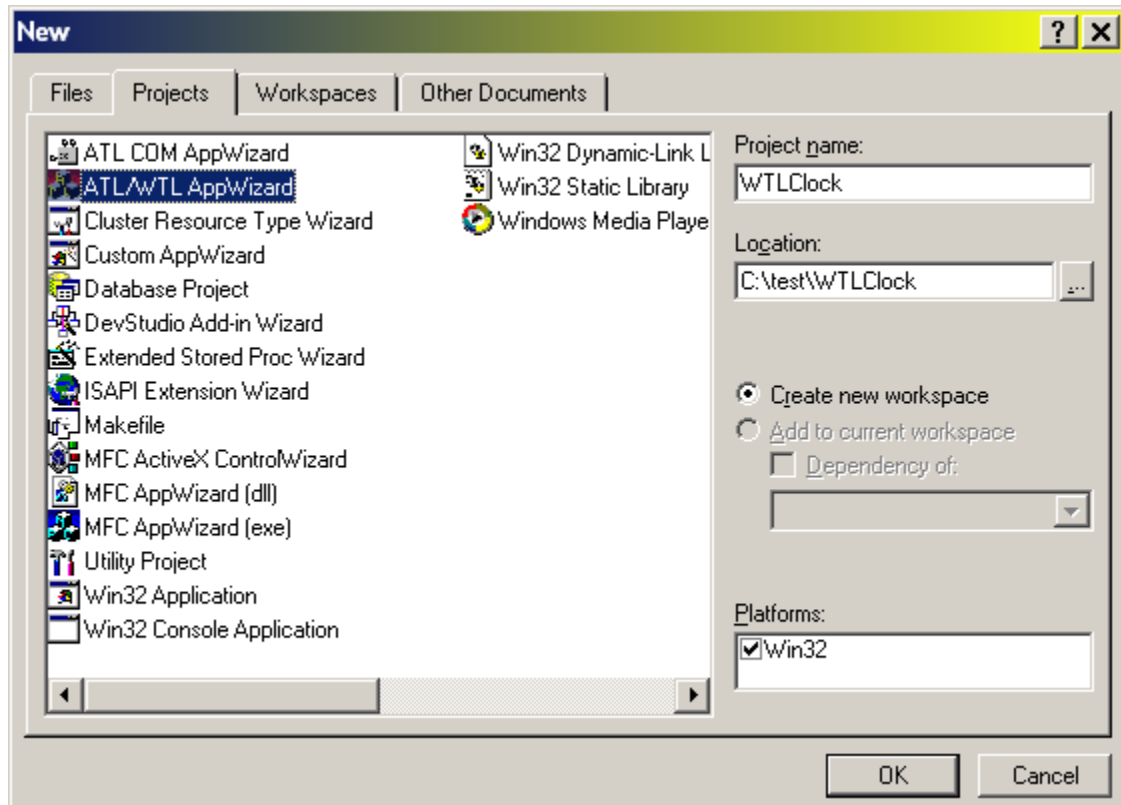 New
Files
Projects
Workspaces
Other Documents
ATL COM AppWizard
ATL/WTL AppWizard
Cluster Resource Type Wizard
Custom AppWizard
Database Project
DevStudio Add-in Wizard
Extended Stored Proc Wizard
ISAPI Extension Wizard
Makefile
MFC ActiveX ControlWizard
MFC AppWizard (dll)
MFC AppWizard (exe)
Utility Project
Win32 Application
Win32 Console Application
Win32 Dynamic-Link L
Win32 Static Library
Windows Media Playe
Project name:
WTLClock
Location:
C:\test\WTLClock
...
Create new workspace
Add to current workspace
Dependency of:
Platforms:
Win32
OK
Cancel